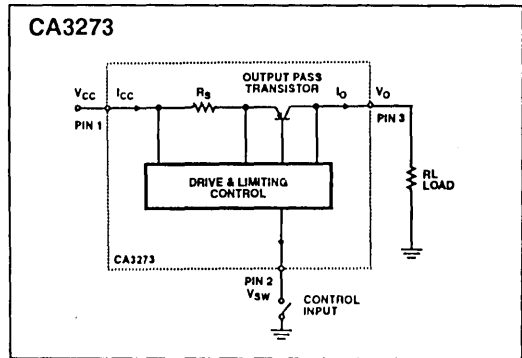 CA3273
OUTPUT PASS
TRANSISTOR
VCC
ICC
RS
IO
VO
PIN 1
PIN 3
DRIVE & LIMITING
CONTROL
RL
LOAD
CA3273
PIN 2
VSW
CONTROL
INPUT